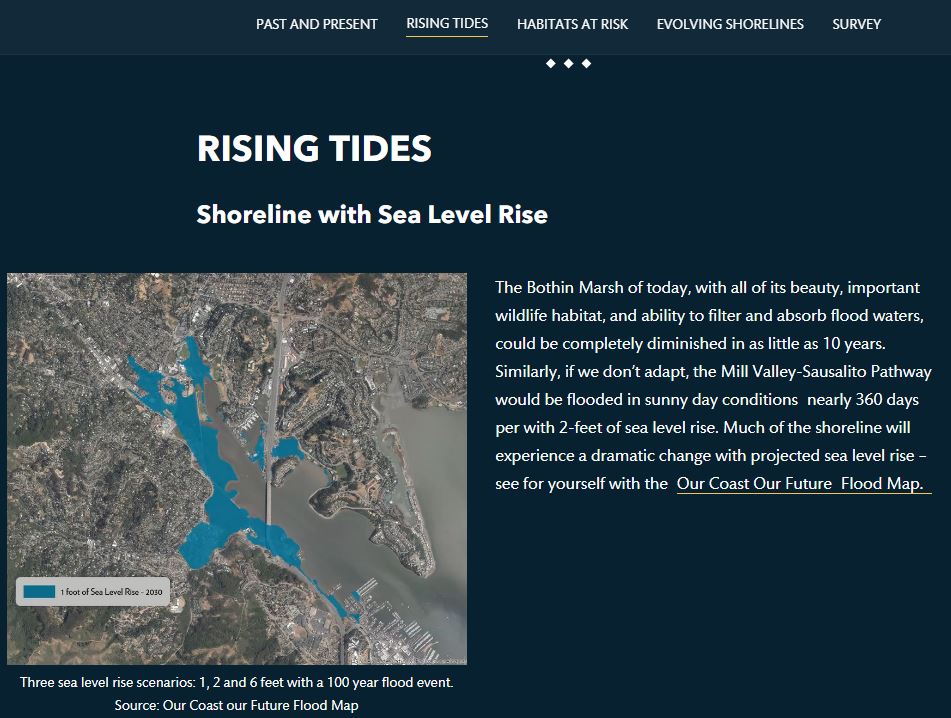 PAST AND PRESENT RISING TIDES HABITATS AT RISK EVOLVING SHORELINES SURVEY
RISING TIDES
Shoreline with Sea Level Rise
1 foot of Sea Level Rise - 2030
Three sea level rise scenarios: 1, 2 and 6 feet with a 100 year flood event.
Source: Our Coast our Future Flood Map
The Bothin Marsh of today, with all of its beauty, important
wildlife habitat, and ability to filter and absorb flood waters,
could be completely diminished in as little as 10 years.
Similarly, if we don't adapt, the Mill Valley-Sausalito Pathway
would be flooded in sunny day conditions  nearly 360 days
per with 2-feet of sea level rise. Much of the shoreline will
experience a dramatic change with projected sea level rise –
see for yourself with the  Our Coast Our Future  Flood Map.